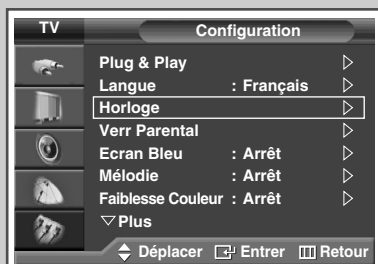 TV Configuration
Plug & Play
Langue : Français
Horloge
Verr Parental
Ecran Bleu : Arrêt
Mélodie : Arrêt
Faiblesse Couleur : Arrêt
▽Plus
Déplacer Entrer Retour